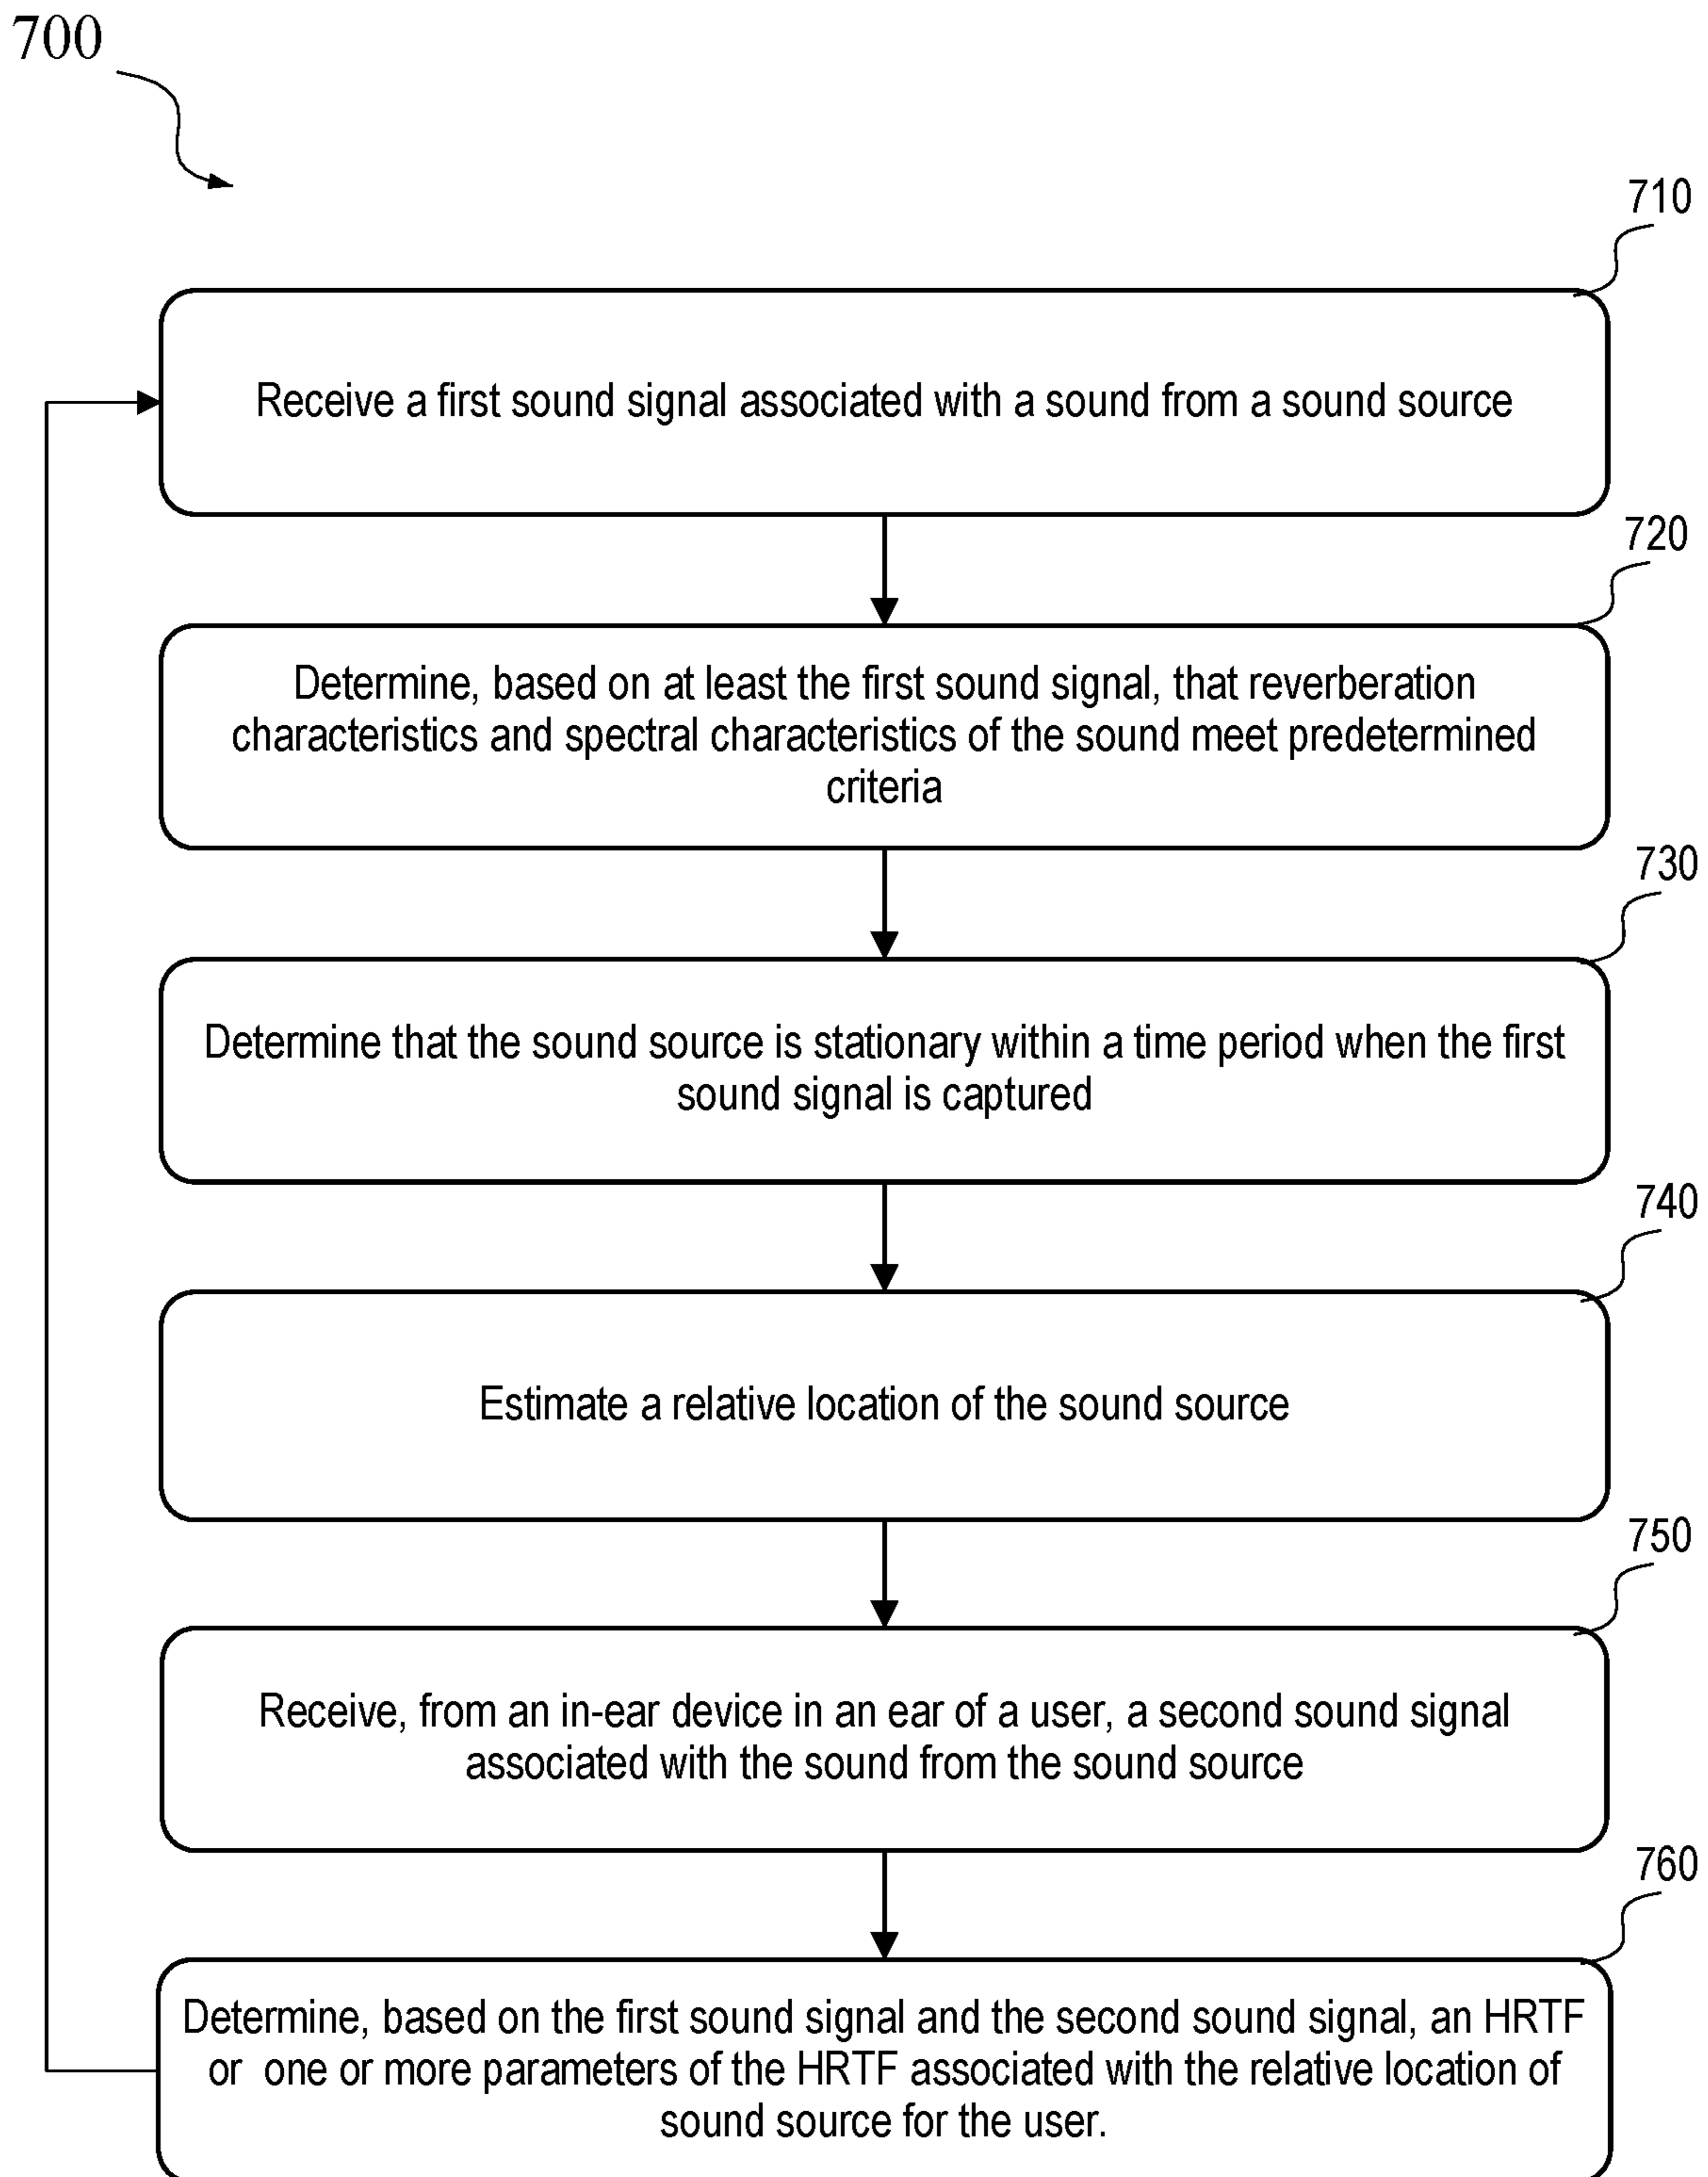 700
710
Receive a first sound signal associated with a sound from a sound source
720
Determine, based on at least the first sound signal, that reverberation
characteristics and spectral characteristics of the sound meet predetermined
criteria
730
Determine that the sound source is stationary within a time period when the first
sound signal is captured
740
Estimate a relative location of the sound source
750
Receive, from an in-ear device in an ear of a user, a second sound signal
associated with the sound from the sound source
760
Determine, based on the first sound signal and the second sound signal, an HRTF
or one or more parameters of the HRTF associated with the relative location of
sound source for the user.